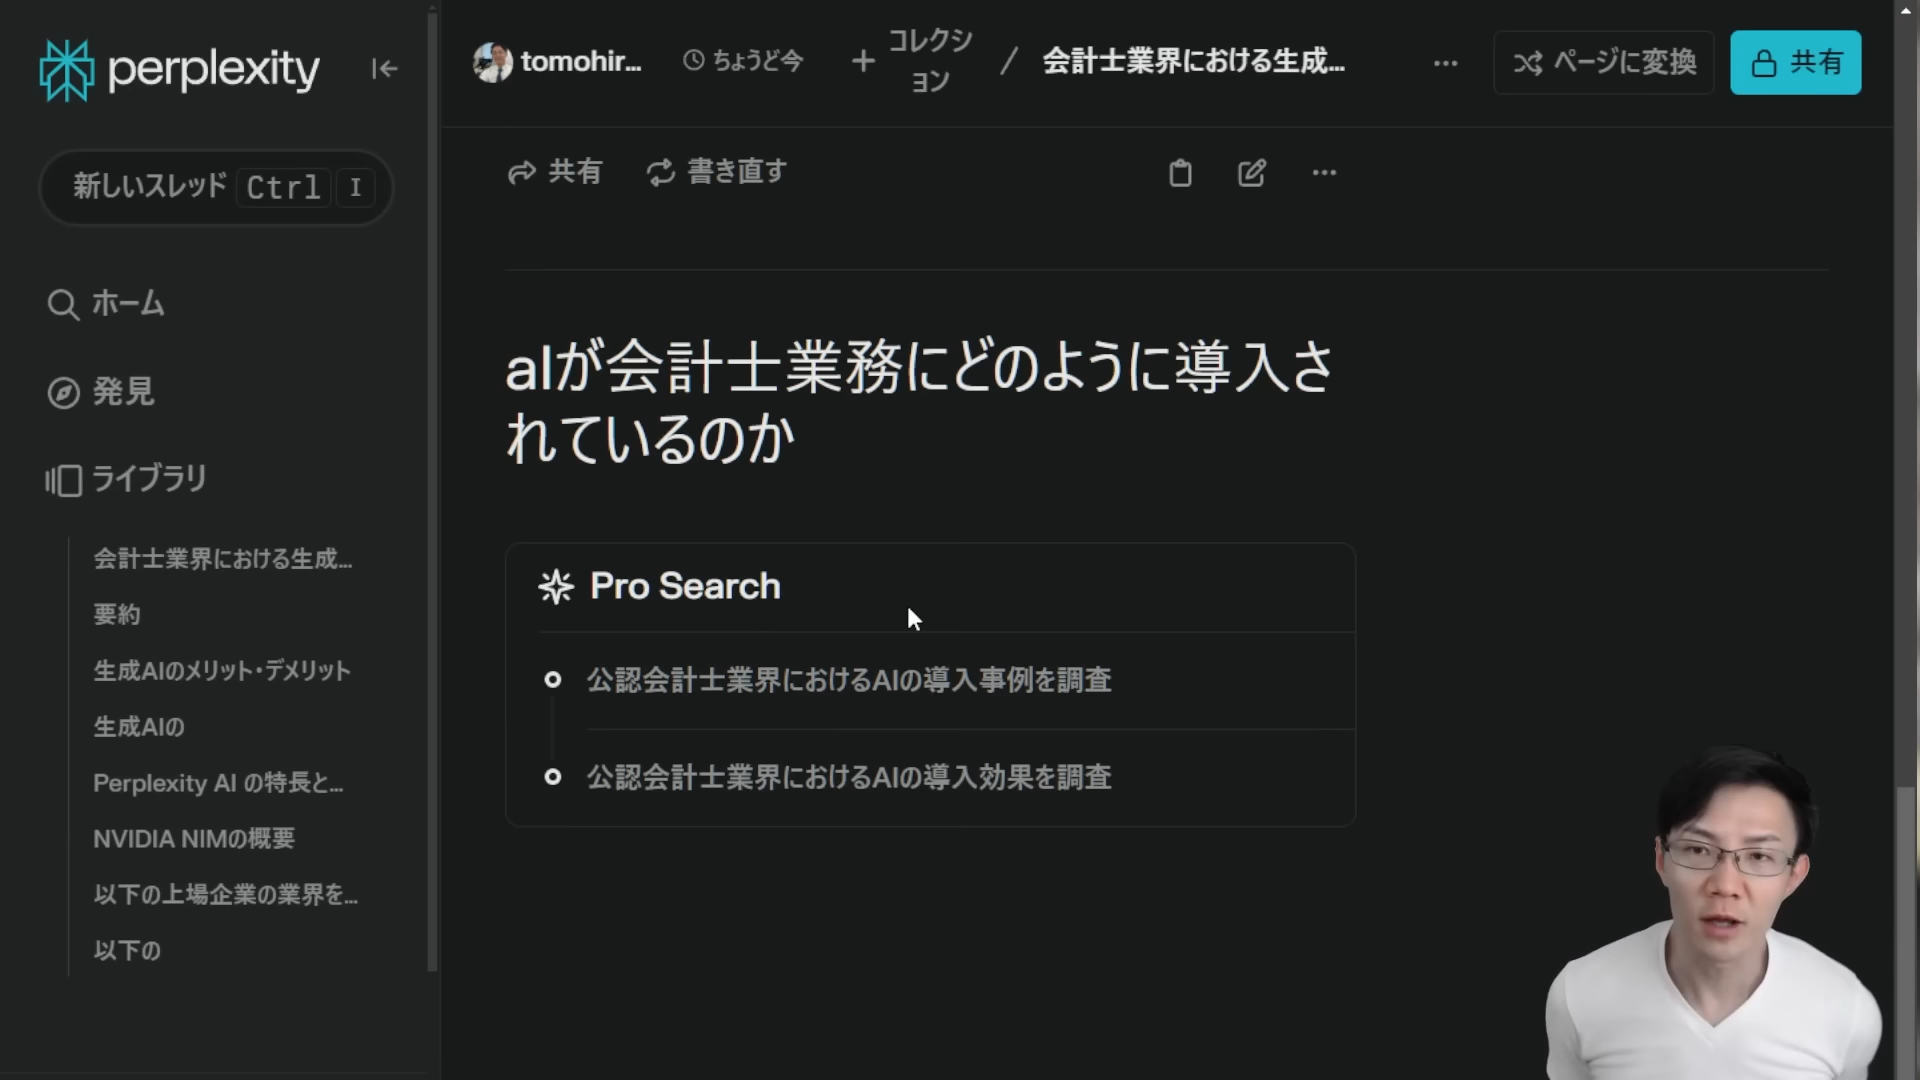 perplexity
新しいスレッド Ctrl I
ホーム
発見
ライブラリ
会計士業界における生成...
要約
生成AIのメリット・デメリット
生成AIの
Perplexity AI の特長と...
NVIDIA NIMの概要
以下の上場企業の業界を...
以下の
tomohir...
ちょうど今
コレクシ
ョン
/
会計士業界における生成...
ページに変換
共有
共有
書き直す
aIが会計士業務にどのように導入さ
れているのか
Pro Search
公認会計士業界におけるAIの導入事例を調査
公認会計士業界におけるAIの導入効果を調査